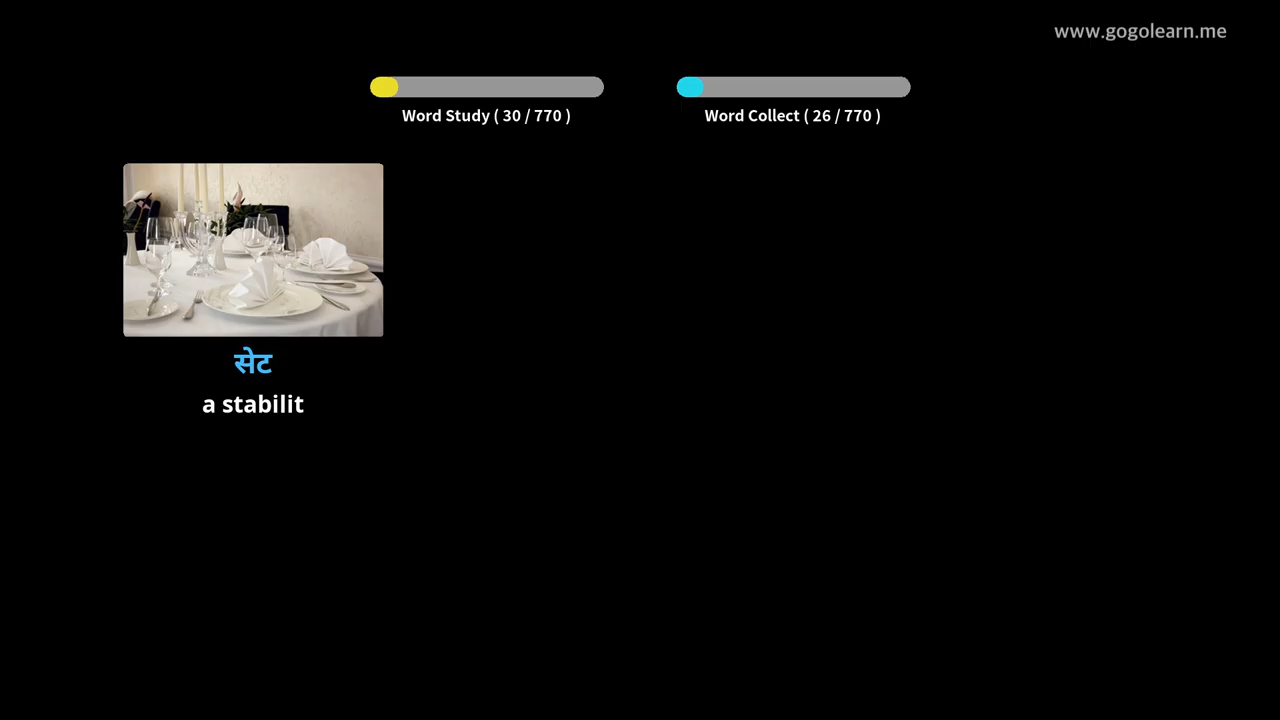 www.gogolearn.me
Word Study ( 30 / 770 )
Word Collect ( 26 / 770 )
सेट
a stabilit